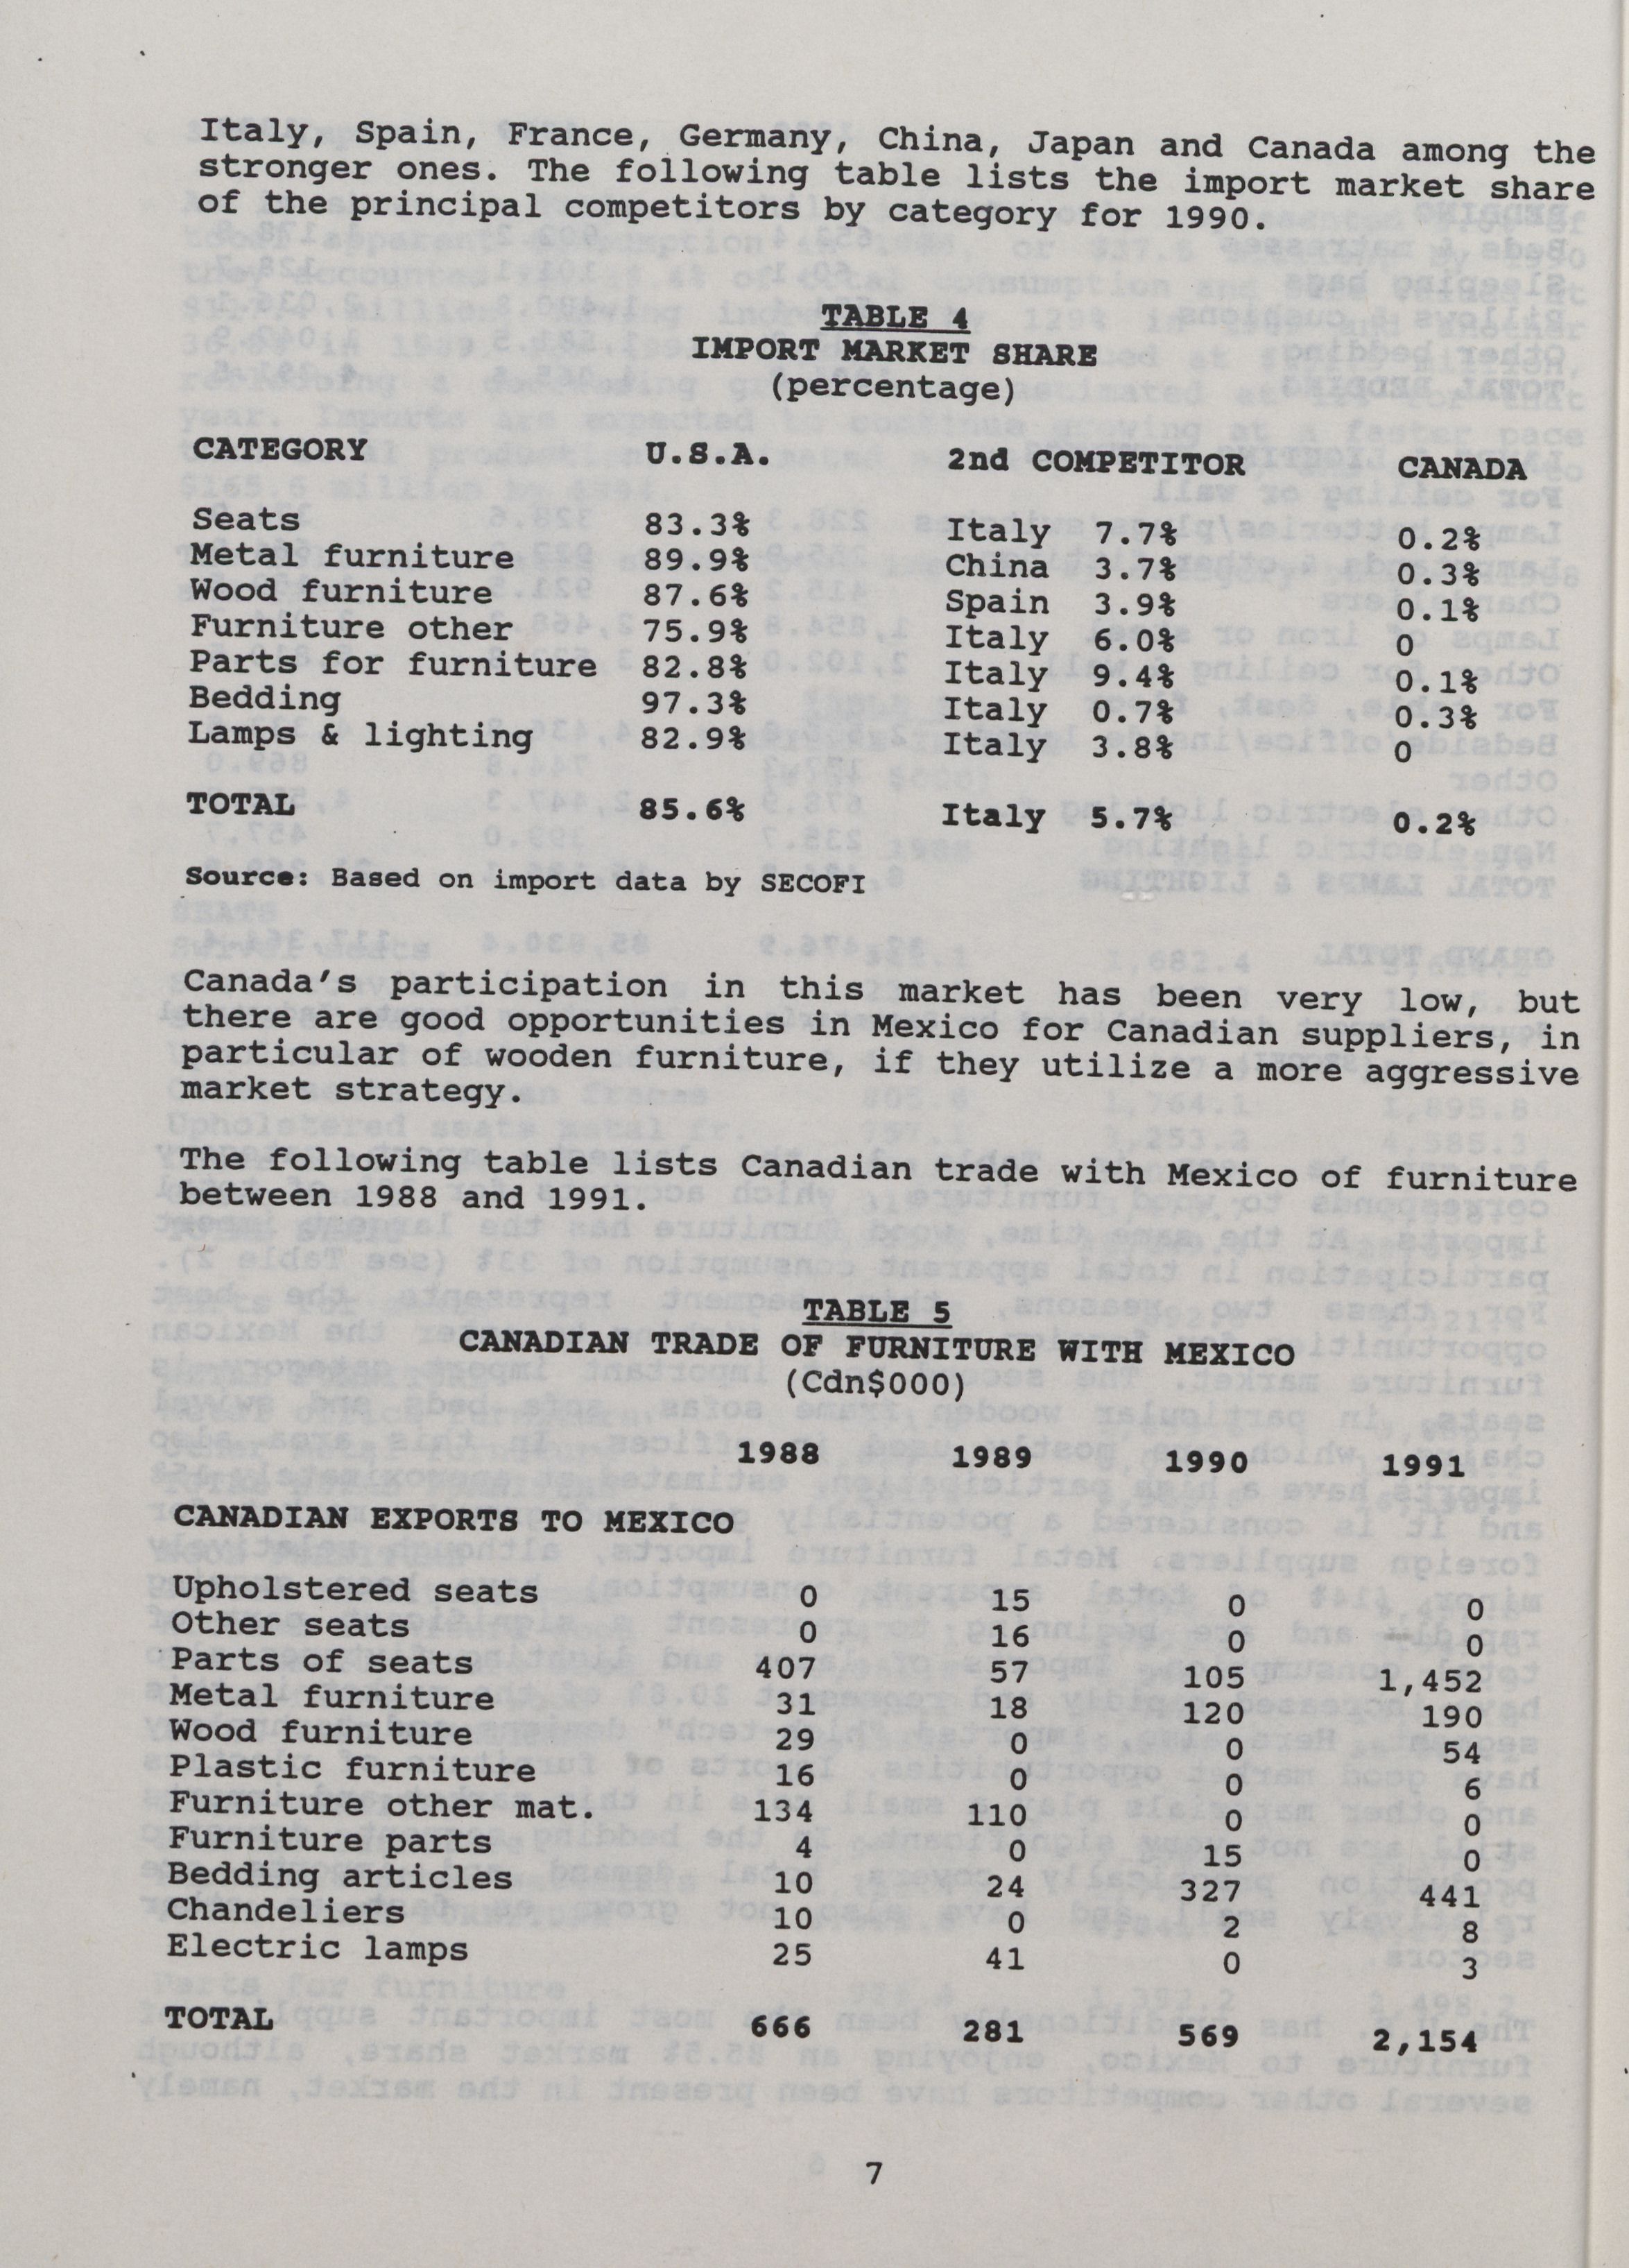 Italy, Spain, France, Germany, China, Japan and Canada among the
stronger ones. The following table lists the import market share
of the principal competitors by category for 1990.
TABLE 4
IMPORT MARKET SHARE
(percentage)
CATEGORY U.S.A. 2nd COMPETITOR CANADA
Seats 83.3% Italy 7.7% 0.2%
Metal furniture 89.9% China 3.7% 0.3%
Wood furniture 87.6% Spain 3.9% 0.1%
Furniture other 75.9% Italy 6.0% 0
Parts for furniture 82.8% Italy 9.4% 0.1%
Bedding 97.3% Italy 0.7% 0.3%
Lamps & lighting 82.9% Italy 3.8% 0
TOTAL 85.6% Italy 5.7% 0.2%
Source: Based on import data by SECOFI
Canada's participation in this market has been very low, but
there are good opportunities in Mexico for Canadian suppliers, in
particular of wooden furniture, if they utilize a more aggressive
market strategy.
The following table lists Canadian trade with Mexico of furniture
between 1988 and 1991.
TABLE 5
CANADIAN TRADE OF FURNITURE WITH MEXICO
(Cdn$000)
1988 1989 1990 1991
CANADIAN EXPORTS TO MEXICO
Upholstered seats 0 15 0 0
Other seats 0 16 0 0
Parts of seats 407 57 105 1,452
Metal furniture 31 18 120 190
Wood furniture 29 0 0 54
Plastic furniture 16 0 0 6
Furniture other mat. 134 110 0 0
Furniture parts 4 0 15 0
Bedding articles 10 24 327 441
Chandeliers 10 0 2 8
Electric lamps 25 41 0 3
TOTAL 666 281 569 2,154
7